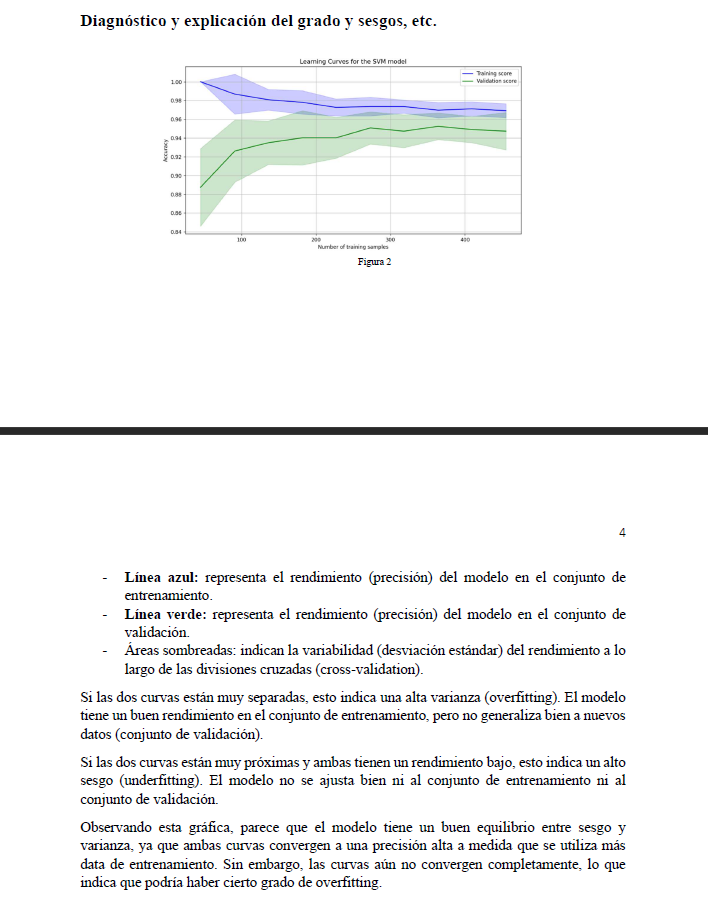 Diagnóstico y explicación del grado y sesgos, etc.
Learning Curves for the SVM model
Training score
Validation score
1.00
0.98
0.96
0.94
0.92
0.90
0.88
0.86
0.84
Accuracy
100
200
300
400
Number of training samples
Figura 2
4
- Línea azul: representa el rendimiento (precisión) del modelo en el conjunto de
entrenamiento.
- Línea verde: representa el rendimiento (precisión) del modelo en el conjunto de
validación.
- Áreas sombreadas: indican la variabilidad (desviación estándar) del rendimiento a lo
largo de las divisiones cruzadas (cross-validation).
Si las dos curvas están muy separadas, esto indica una alta varianza (overfitting). El modelo
tiene un buen rendimiento en el conjunto de entrenamiento, pero no generaliza bien a nuevos
datos (conjunto de validación).
Si las dos curvas están muy próximas y ambas tienen un rendimiento bajo, esto indica un alto
sesgo (underfitting). El modelo no se ajusta bien ni al conjunto de entrenamiento ni al
conjunto de validación.
Observando esta gráfica, parece que el modelo tiene un buen equilibrio entre sesgo y
varianza, ya que ambas curvas convergen a una precisión alta a medida que se utiliza más
data de entrenamiento. Sin embargo, las curvas aún no convergen completamente, lo que
indica que podría haber cierto grado de overfitting.